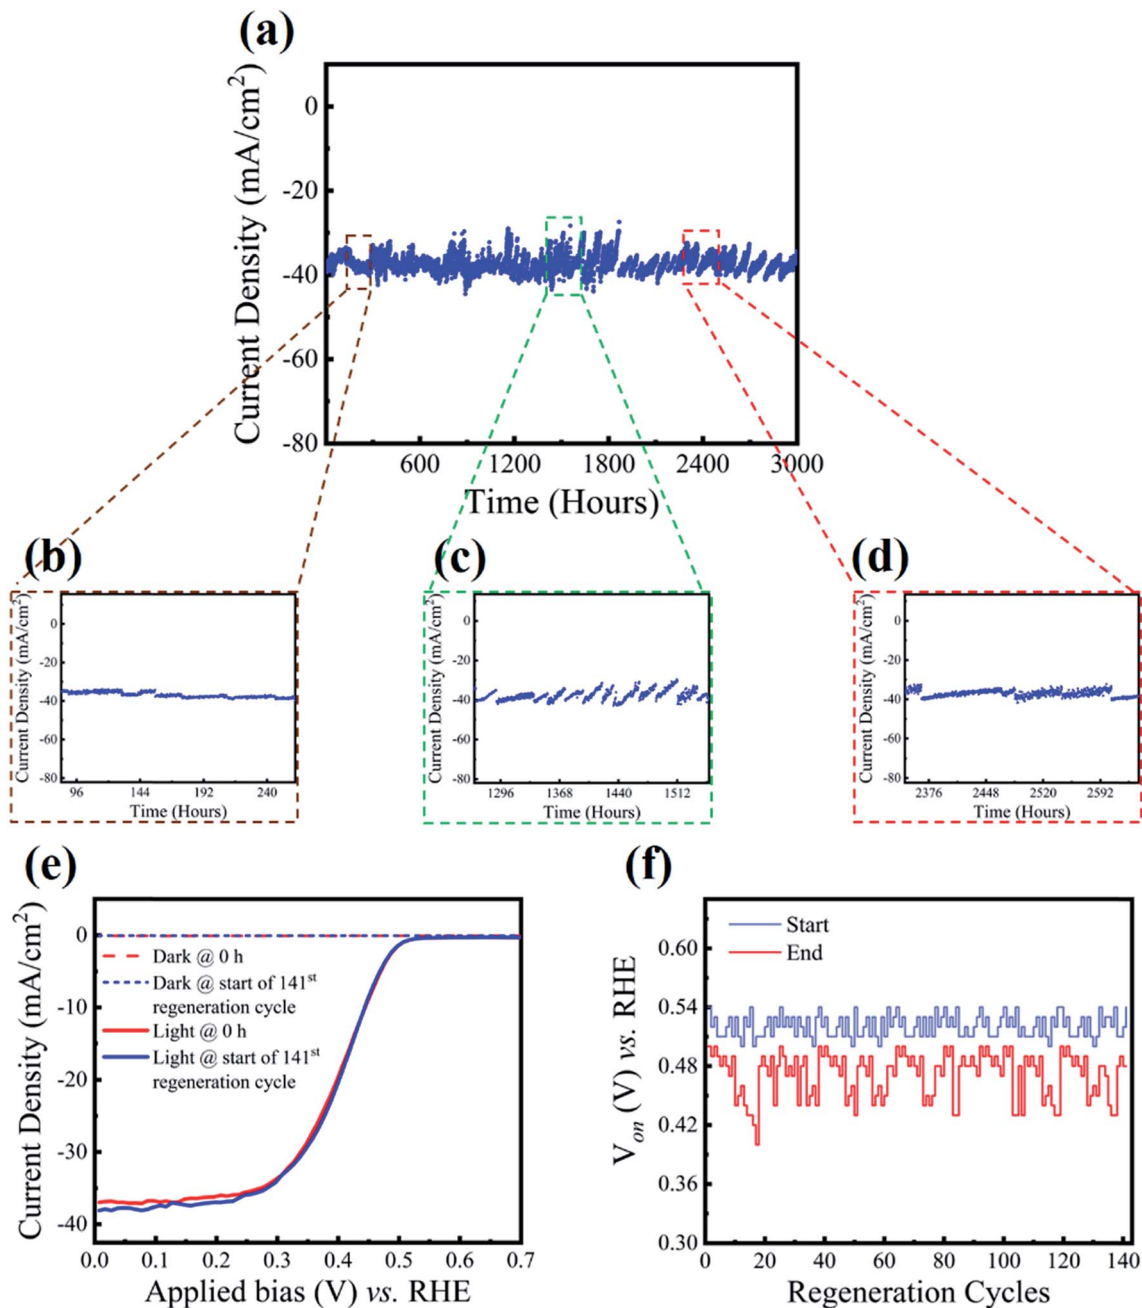 (a)
Current Density (mA/cm²)
0
-20
-40
-60
-80
600 1200 1800 2400 3000
Time (Hours)
(b)
Current Density (mA/cm²)
0
-20
-40
-60
-80
96 144 192 240
Time (Hours)
(c)
Current Density (mA/cm²)
0
-20
-40
-60
-80
1296 1368 1440 1512
Time (Hours)
(d)
Current Density (mA/cm²)
0
-20
-40
-60
-80
2376 2448 2520 2592
Time (Hours)
(e)
Current Density (mA/cm²)
0
-10
-20
-30
-40
Dark @ 0 h
Dark @ start of 141st
regeneration cycle
Light @ 0 h
Light @ start of 141st
regeneration cycle
0.0 0.1 0.2 0.3 0.4 0.5 0.6 0.7
Applied bias (V) vs. RHE
(f)
Von (V) vs. RHE
0.60
0.54
0.48
0.42
0.36
0.30
Start
End
0 20 40 60 80 100 120 140
Regeneration Cycles